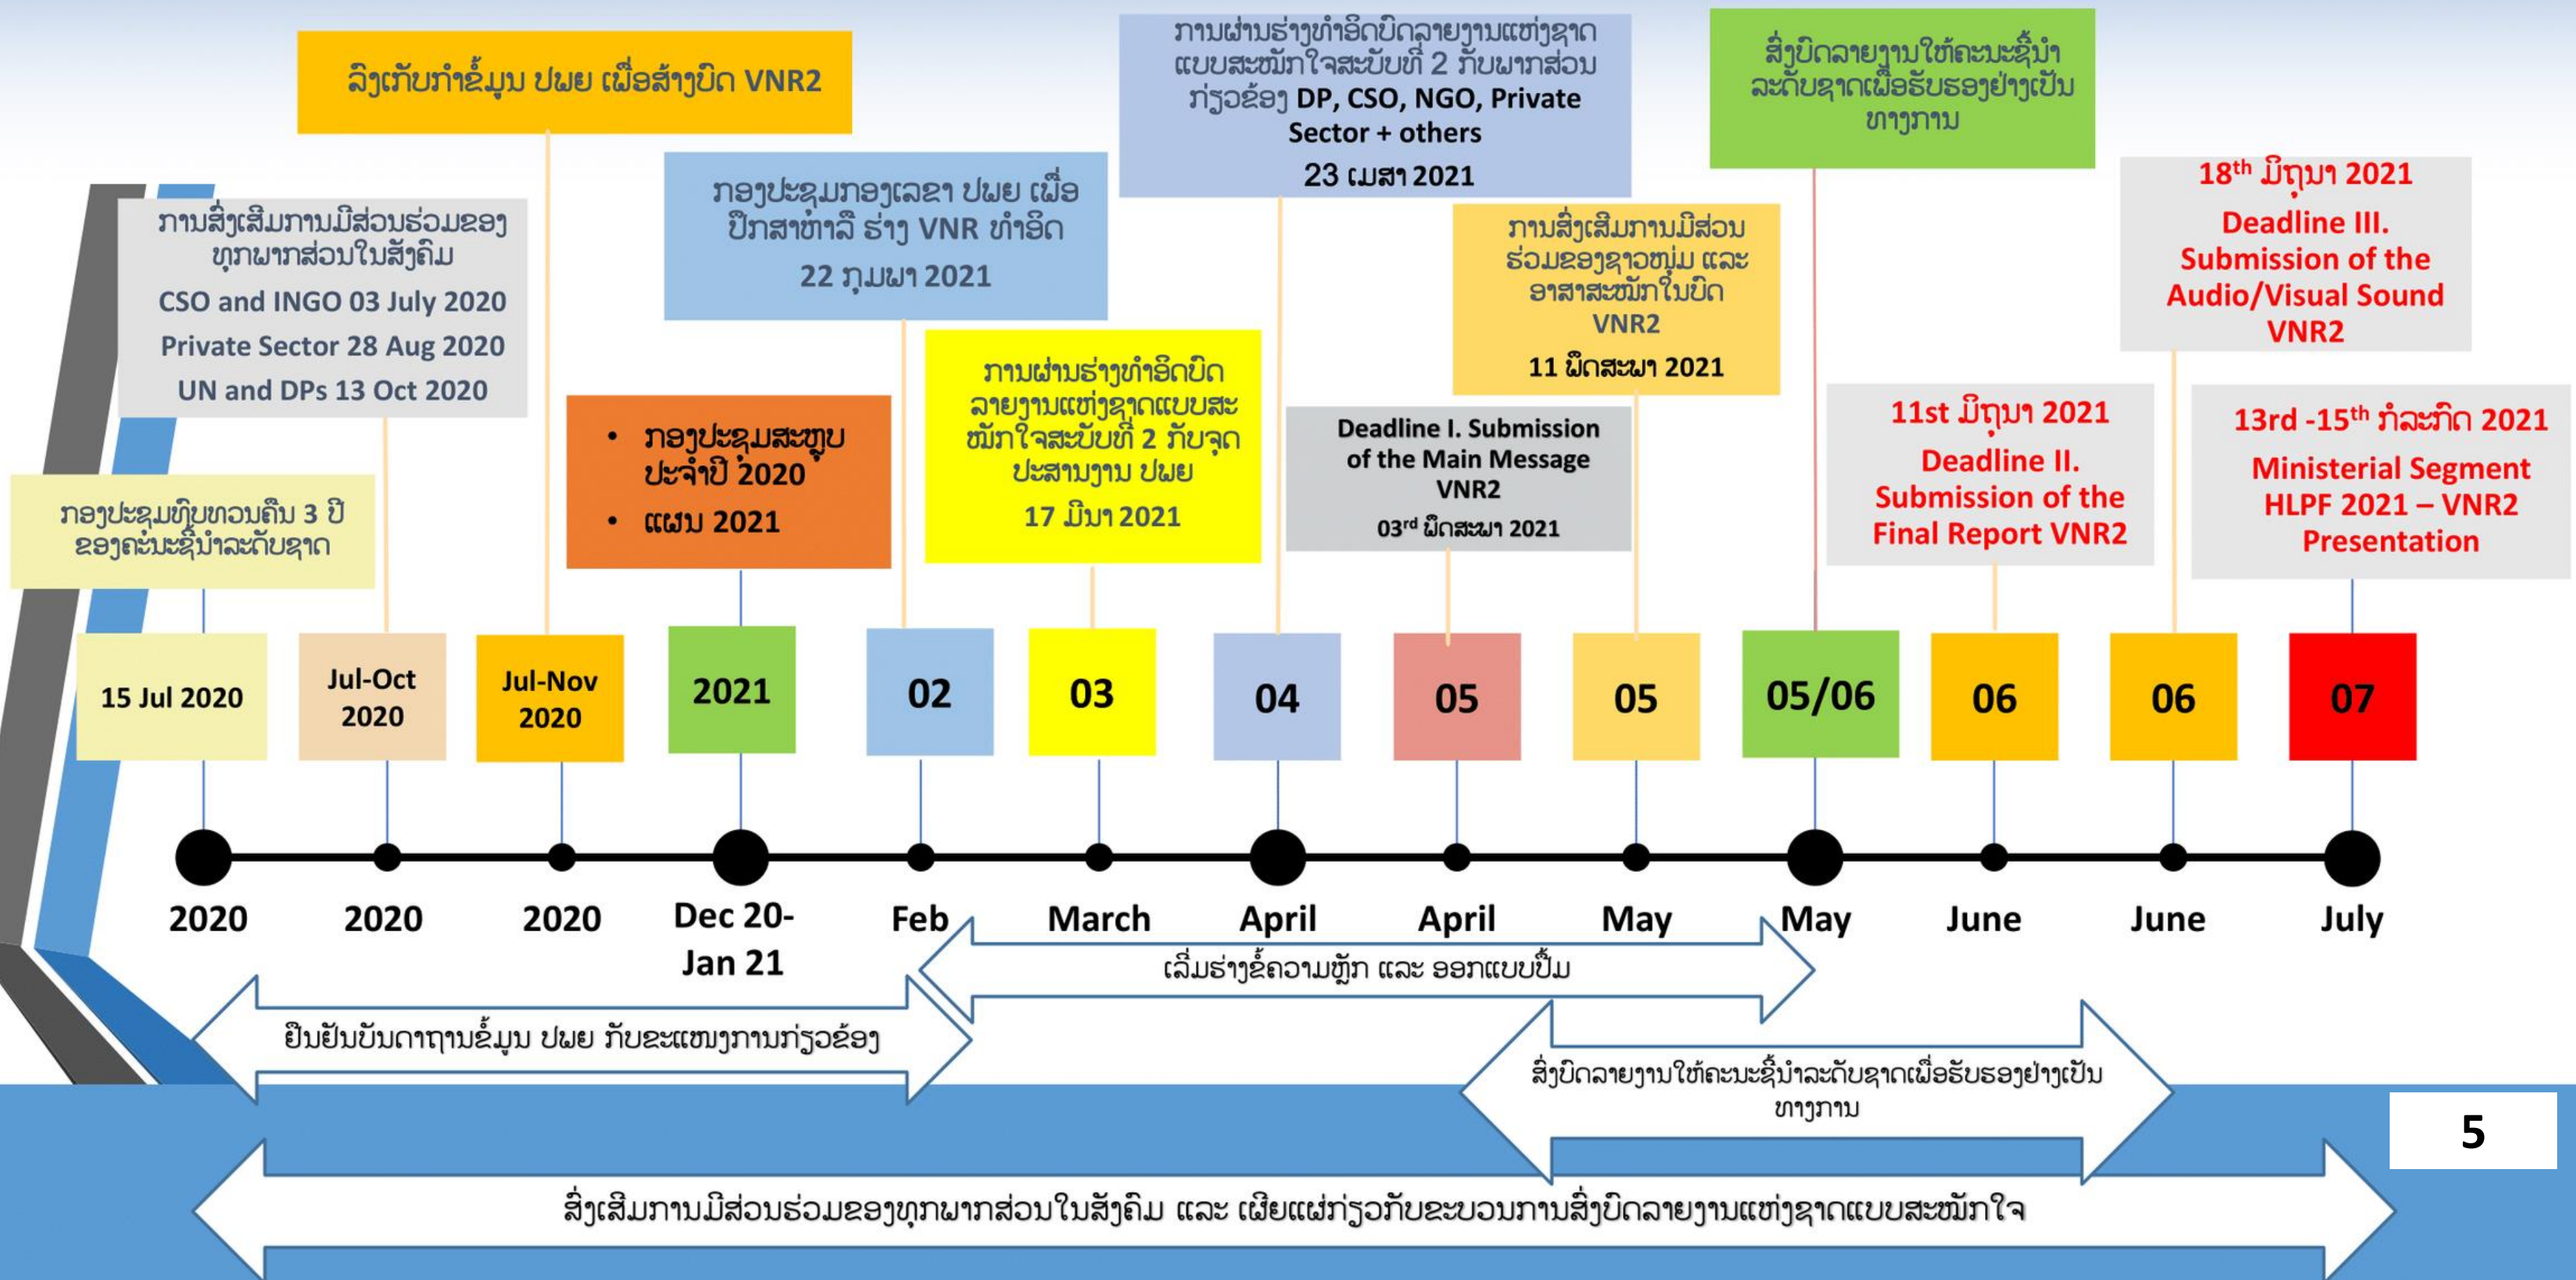 ລົງເກັບກຳຂໍ້ມູນ ປພຍ ເພື່ອສ້າງບົດ VNR2
ການຜ່ານຮ່າງທຳອິດບົດລາຍງານແຫ່ງຊາດ
ແບບສະໝັກໃຈສະບັບທີ່ 2 ກັບພາກສ່ວນ
ກ່ຽວຂ້ອງ DP, CSO, NGO, Private
Sector + others
23 ເມສາ 2021
ສົ່ງບົດລາຍງານໃຫ້ຄະນະຊີ້ນຳ
ລະດັບຊາດເພື່ອຮັບຮອງຢ່າງເປັນ
ທາງການ
ການສົ່ງເສີມການມີສ່ວນຮ່ວມຂອງ
ທຸກພາກສ່ວນໃນສັງຄົມ
CSO and INGO 03 July 2020
Private Sector 28 Aug 2020
UN and DPs 13 Oct 2020
ກອງປະຊຸມກອງເລຂາ ປພຍ ເພື່ອ
ປຶກສາຫາລື ຮ່າງ VNR ທຳອິດ
22 ກຸມພາ 2021
ການສົ່ງເສີມການມີສ່ວນ
ຮ່ວມຂອງຊາວໜຸ່ມ ແລະ
ອາສາສະໝັກໃນບົດ
VNR2
11 ພຶດສະພາ 2021
18th ມິຖຸນາ 2021
Deadline III.
Submission of the
Audio/Visual Sound
VNR2
ກອງປະຊຸມທົບທວນຄືນ 3 ປີ
ຂອງຄະນະຊີ້ນຳລະດັບຊາດ
• ກອງປະຊຸມສະຫຼຸບ
ປະຈຳປີ 2020
• ແຜນ 2021
ການຜ່ານຮ່າງທຳອິດບົດ
ລາຍງານແຫ່ງຊາດແບບສະ
ໝັກໃຈສະບັບທີ່ 2 ກັບຈຸດ
ປະສານງານ ປພຍ
17 ມີນາ 2021
Deadline I. Submission
of the Main Message
VNR2
03rd ພຶດສະພາ 2021
11st ມິຖຸນາ 2021
Deadline II.
Submission of the
Final Report VNR2
13rd -15th ກໍລະກົດ 2021
Ministerial Segment
HLPF 2021 – VNR2
Presentation
15 Jul 2020
Jul-Oct
2020
Jul-Nov
2020
2021
02
03
04
05
05
05/06
06
06
07
2020
2020
2020
Dec 20-
Jan 21
Feb
March
April
April
May
May
June
June
July
ເລີ່ມຮ່າງຂໍ້ຄວາມຫຼັກ ແລະ ອອກແບບປຶ້ມ
ຢືນຢັນບັນດາຖານຂໍ້ມູນ ປພຍ ກັບຂະແໜງການກ່ຽວຂ້ອງ
ສົ່ງບົດລາຍງານໃຫ້ຄະນະຊີ້ນຳລະດັບຊາດເພື່ອຮັບຮອງຢ່າງເປັນ
ທາງການ
5
ສົ່ງເສີມການມີສ່ວນຮ່ວມຂອງທຸກພາກສ່ວນໃນສັງຄົມ ແລະ ເຜີຍແຜ່ກ່ຽວກັບຂະບວນການສົ່ງບົດລາຍງານແຫ່ງຊາດແບບສະໝັກໃຈ